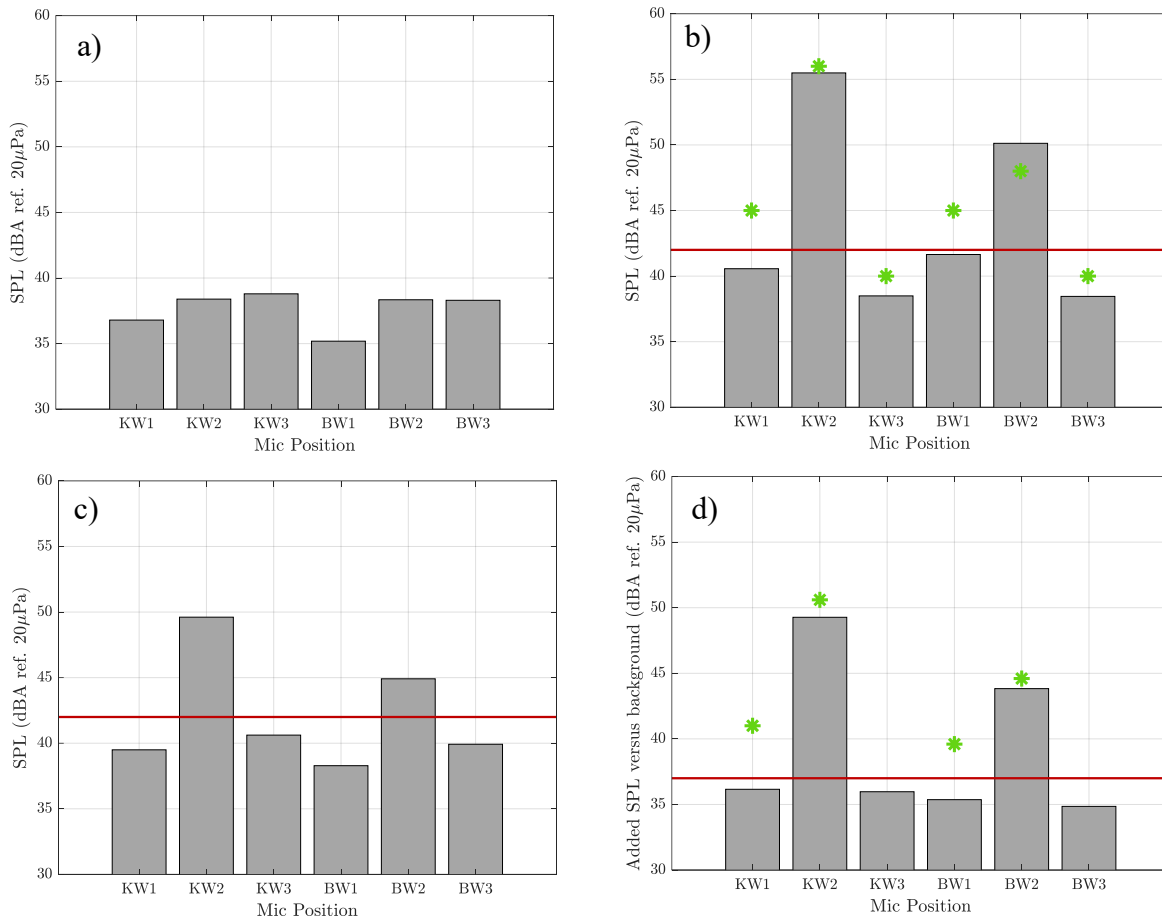 a)
SPL (dBA ref. 20µPa)
60
55
50
45
40
35
30
KW1 KW2 KW3 BW1 BW2 BW3
Mic Position
b)
SPL (dBA ref. 20µPa)
60
55
50
45
40
35
30
KW1 KW2 KW3 BW1 BW2 BW3
Mic Position
c)
SPL (dBA ref. 20µPa)
60
55
50
45
40
35
30
KW1 KW2 KW3 BW1 BW2 BW3
Mic Position
d)
Added SPL versus background (dBA ref. 20µPa)
60
55
50
45
40
35
30
KW1 KW2 KW3 BW1 BW2 BW3
Mic Position